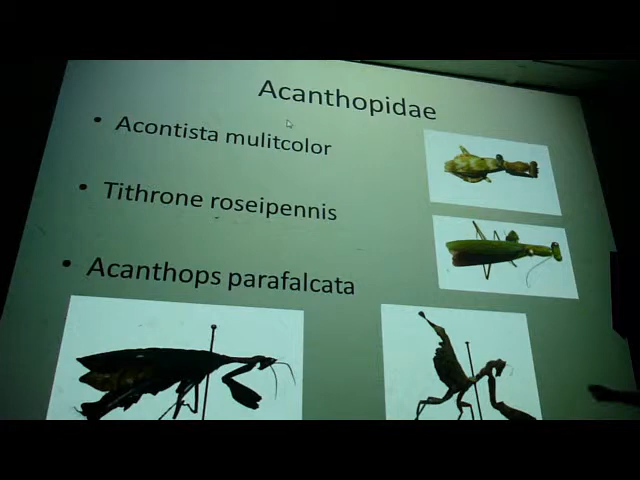 Acanthopidae
Acontista mulitcolor
Tithrone roseipennis
Acanthops parafalcata